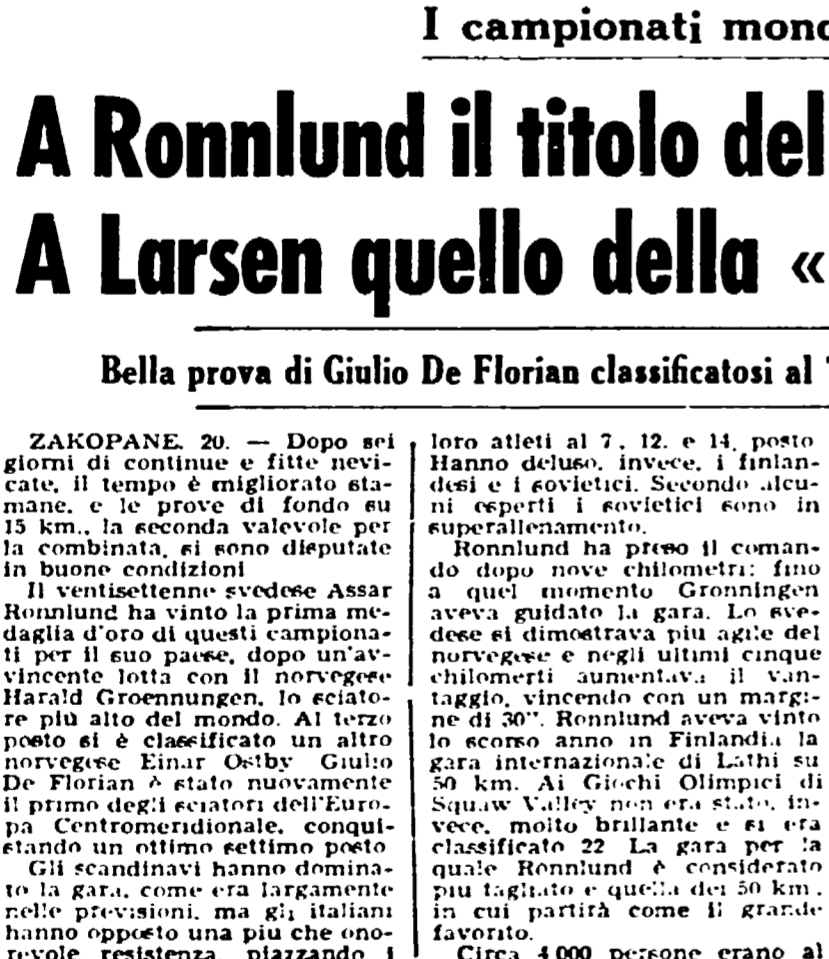 I campionati mond
A Ronnlund il titolo del
A Larsen quello della «
Bella prova di Giulio De Florian classificatosi al
ZAKOPANE, 20. — Dopo sei
giorni di continue e fitte nevi-
cate, il tempo è migliorato sta-
mane, e le prove di fondo su
15 km., la seconda valevole per
la combinata, si sono disputate
in buone condizioni
Il ventisettenne svedese Assar
Ronnlund ha vinto la prima me-
daglia d'oro di questi campiona-
ti per il suo paese, dopo un'av-
vincente lotta con il norvegese
Harald Groennungen, lo sciato-
re più alto del mondo. Al terzo
posto si è classificato un altro
norvegese Einar Ostby Giulio
De Florian è stato nuovamente
il primo degli sciatori dell'Euro-
pa Centromeridionale, conqui-
stando un ottimo settimo posto
Gli scandinavi hanno domina-
to la gara, come era largamente
nelle previsioni, ma gli italiani
hanno opposto una piu che ono-
revole resistenza, piazzando i
loro atleti al 7, 12. e 14. posto
Hanno deluso, invece, i finlan-
desi e i sovietici. Secondo alcu-
ni esperti i sovietici sono in
superallenamento.
Ronnlund ha preso il coman-
do dopo nove chilometri: fino
a quel momento Gronningen
aveva guidato la gara. Lo sve-
dese si dimostrava piu agile del
norvegese e negli ultimi cinque
chilomerti aumentava il van-
taggio, vincendo con un margi-
ne di 30". Ronnlund aveva vinto
lo scorso anno in Finlandia la
gara internazionale di Lathi su
50 km. Ai Giochi Olimpici di
Squaw Valley non era stato, in-
vece, molto brillante e si era
classificato 22 La gara per la
quale Ronnlund è considerato
piu tagliato e quella dei 50 km.,
in cui partirà come il grande
favorito.
Circa 4.000 persone erano al